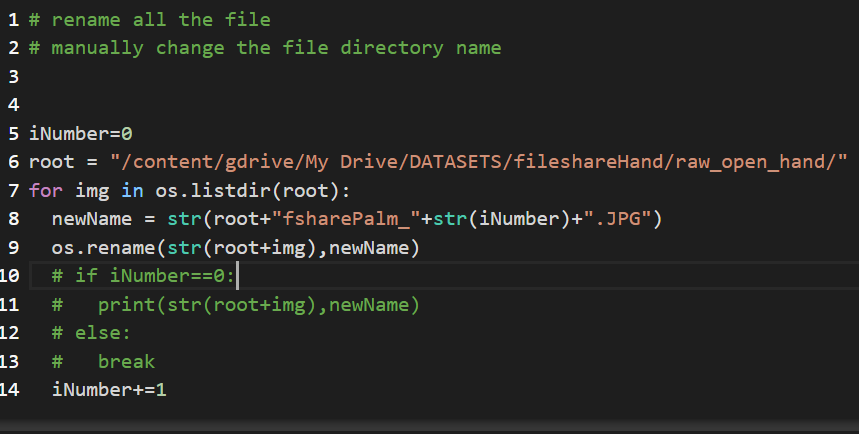 1 # rename all the file
2 # manually change the file directory name
3
4
5 iNumber=0
6 root = "/content/gdrive/My Drive/DATASETS/fileshareHand/raw_open_hand/"
7 for img in os.listdir(root):
8   newName = str(root+"fsharePalm_"+str(iNumber)+".JPG")
9   os.rename(str(root+img),newName)
10   # if iNumber==0:
11   #   print(str(root+img),newName)
12   # else:
13   #   break
14   iNumber+=1